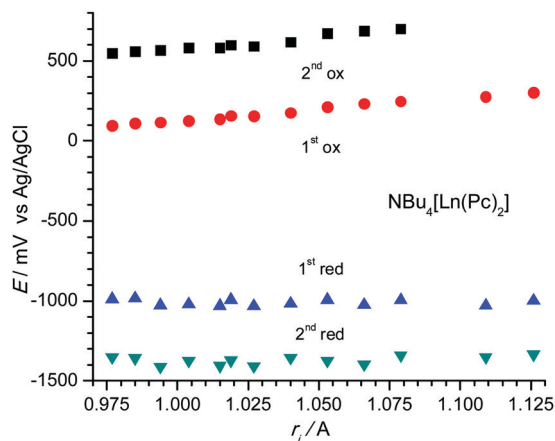 500
0
-500
-1000
-1500
E / mV vs Ag/AgCl
2nd ox
1st ox
NBu4[Ln(Pc)2]
1st red
2nd red
0.975 1.000 1.025 1.050 1.075 1.100 1.125
ri / A